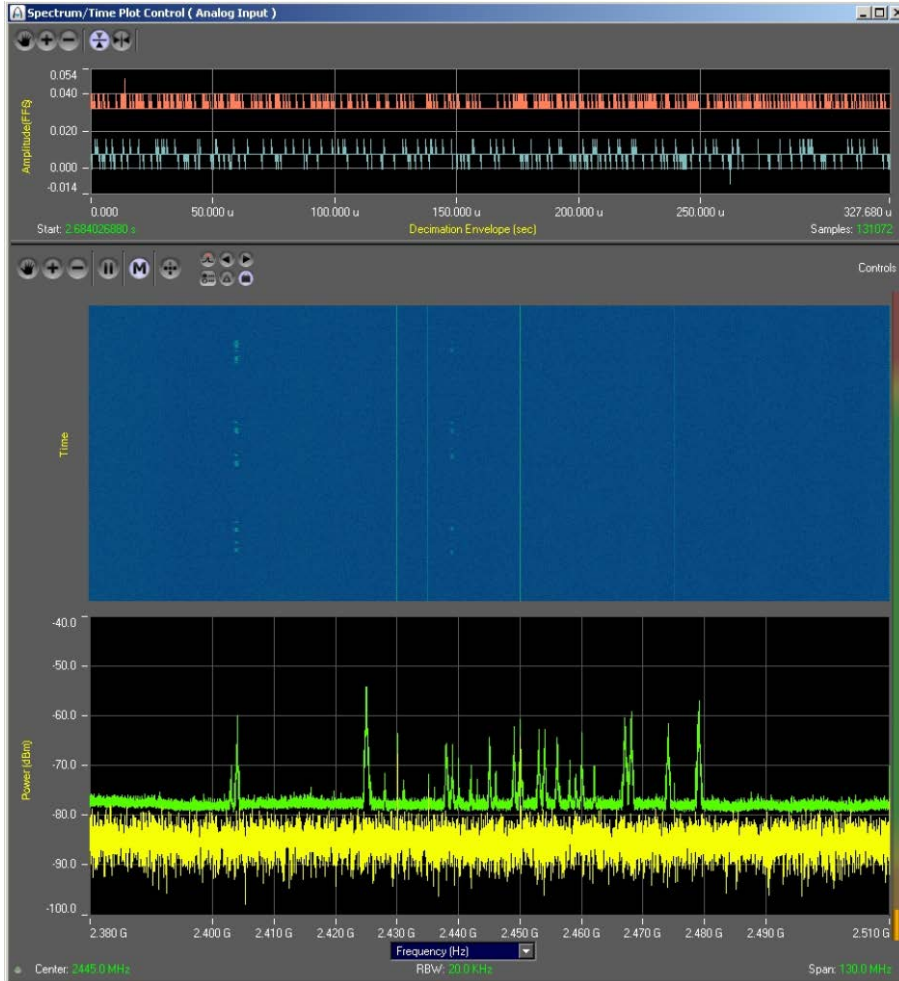 Spectrum/Time Plot Control ( Analog Input )
Amplitude(FFS)
0.054
0.040
0.020
0.000
-0.014
0.000 50.000 u 100.000 u 150.000 u 200.000 u 250.000 u 327.680 u
Start: 2.684026880 s Decimation Envelope (sec) Samples: 131072
M
Controls
Time
Power (dBm)
-40.0
-50.0
-60.0
-70.0
-80.0
-90.0
-100.0
2.380 G 2.400 G 2.410 G 2.420 G 2.430 G 2.440 G 2.450 G 2.460 G 2.470 G 2.480 G 2.490 G 2.510 G
Frequency (Hz)
Center: 2445.0 MHz RBW: 20.0 KHz Span: 130.0 MHz